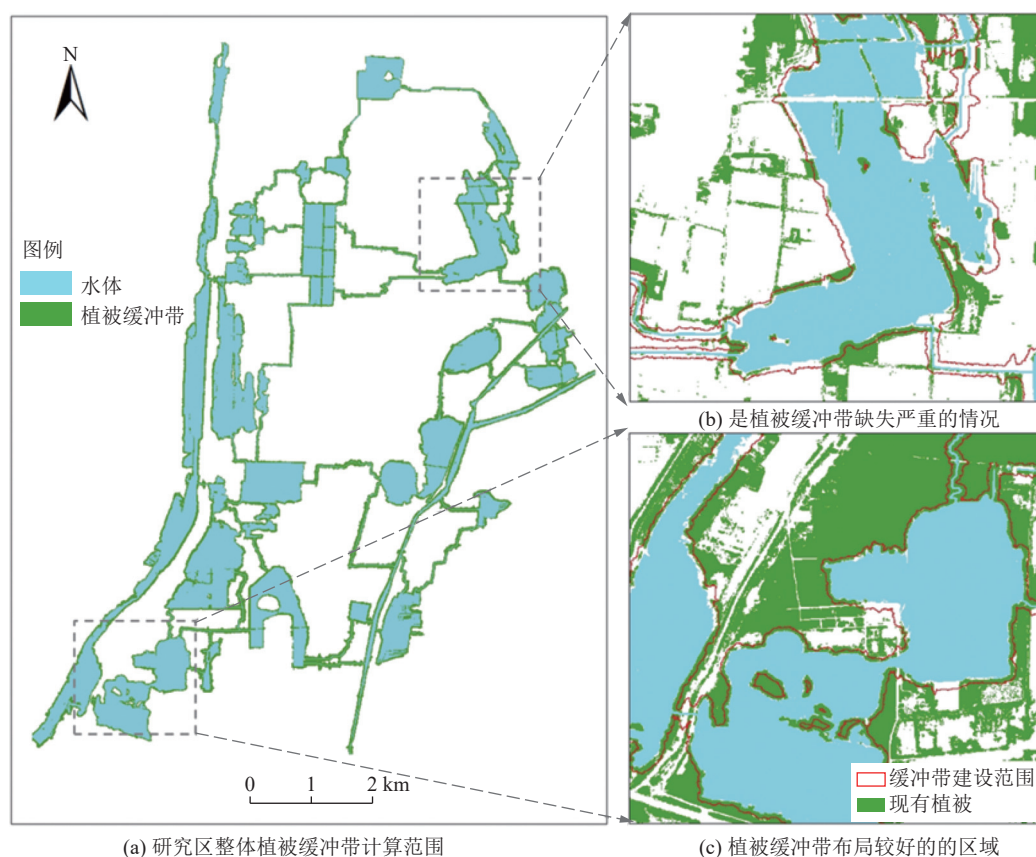 N
图例
水体
植被缓冲带
0 1 2 km
(a) 研究区整体植被缓冲带计算范围
(b) 是植被缓冲带缺失严重的情况
缓冲带建设范围
现有植被
(c) 植被缓冲带布局较好的的区域